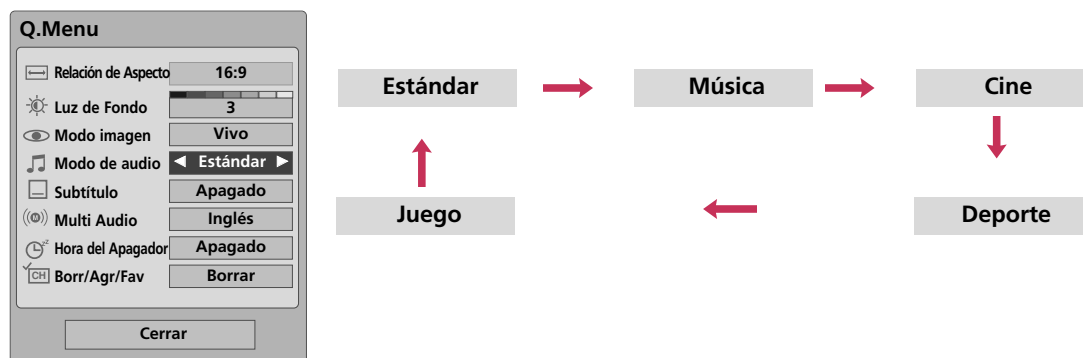 Q.Menu
Relación de Aspecto 16:9
Luz de Fondo 3
Modo imagen Vivo
Modo de audio ◀ Estándar ▶
Subtítulo Apagado
Multi Audio Inglés
Hora del Apagador Apagado
Borr/Agr/Fav Borrar
Cerrar
Estándar Música Cine
Juego Deporte